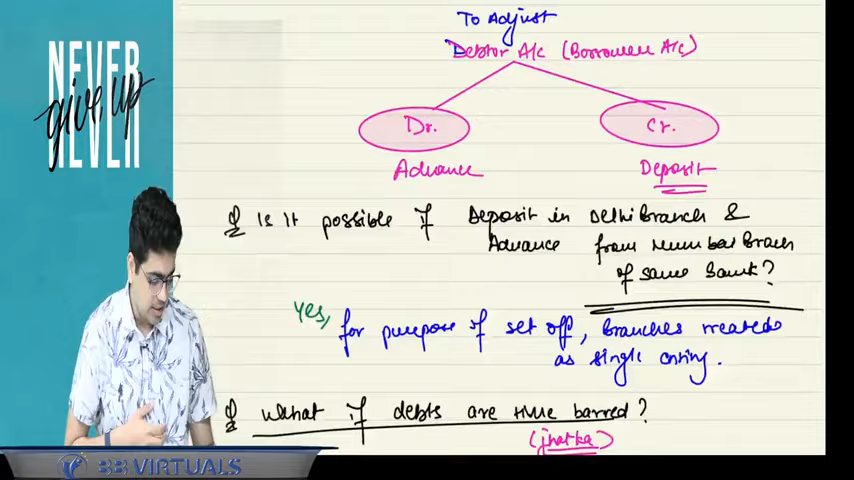 NEVER
give up
NEVER
To Adjust
Debtor A/c (Borrower A/c)
Dr.
Cr.
Advance
Deposit
Q Is it possible if Deposit in Delhi Branch &
Advance from Mumbai Branch
of same Bank?
Yes, for purpose of set off, Branches treated
as single entity.
Q What if debts are time barred?
(jhatka)
BB VIRTUALS